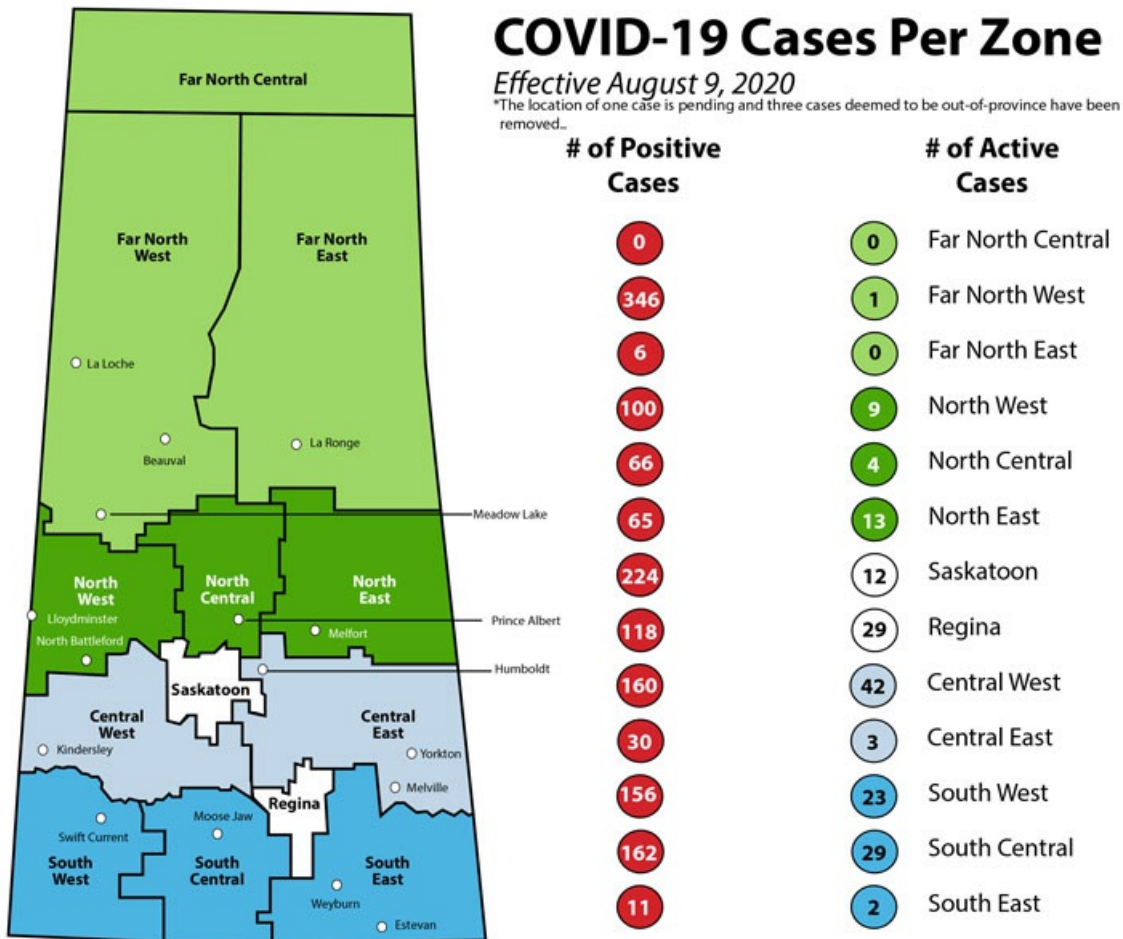 COVID-19 Cases Per Zone
Effective August 9, 2020
*The location of one case is pending and three cases deemed to be out-of-province have been
removed..
# of Positive
Cases
# of Active
Cases
0 0 Far North Central
346 1 Far North West
6 0 Far North East
100 9 North West
66 4 North Central
65 13 North East
224 12 Saskatoon
118 29 Regina
160 42 Central West
30 3 Central East
156 23 South West
162 29 South Central
11 2 South East
Far North Central
Far North
West
Far North
East
La Loche
Beauval
La Ronge
Meadow Lake
North
West
North
Central
North
East
Lloydminster
Prince Albert
North Battleford
Melfort
Humboldt
Saskatoon
Central
West
Central
East
Kindersley
Yorkton
Melville
Regina
Moose Jaw
Swift Current
South
West
South
Central
South
East
Weyburn
Estevan